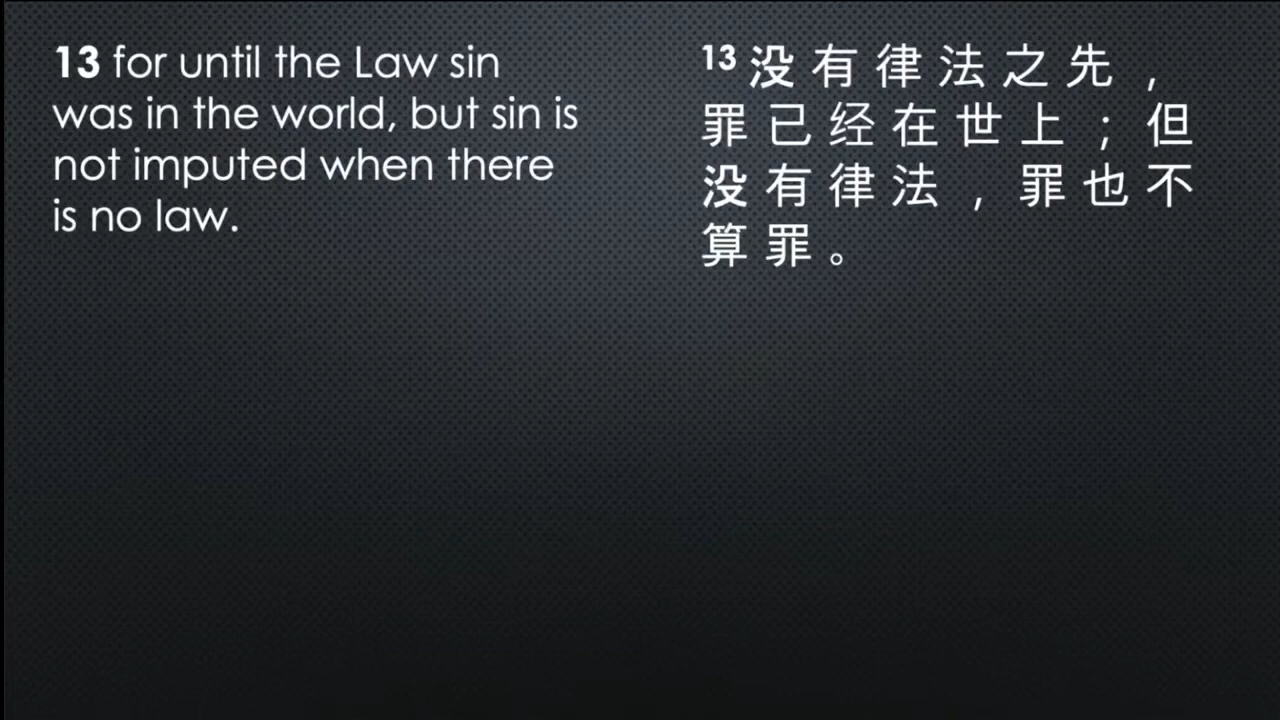 13 for until the Law sin
was in the world, but sin is
not imputed when there
is no law.
13 没 有 律 法 之 先 ，
罪 已 经 在 世 上 ； 但
没 有 律 法 ， 罪 也 不
算 罪 。